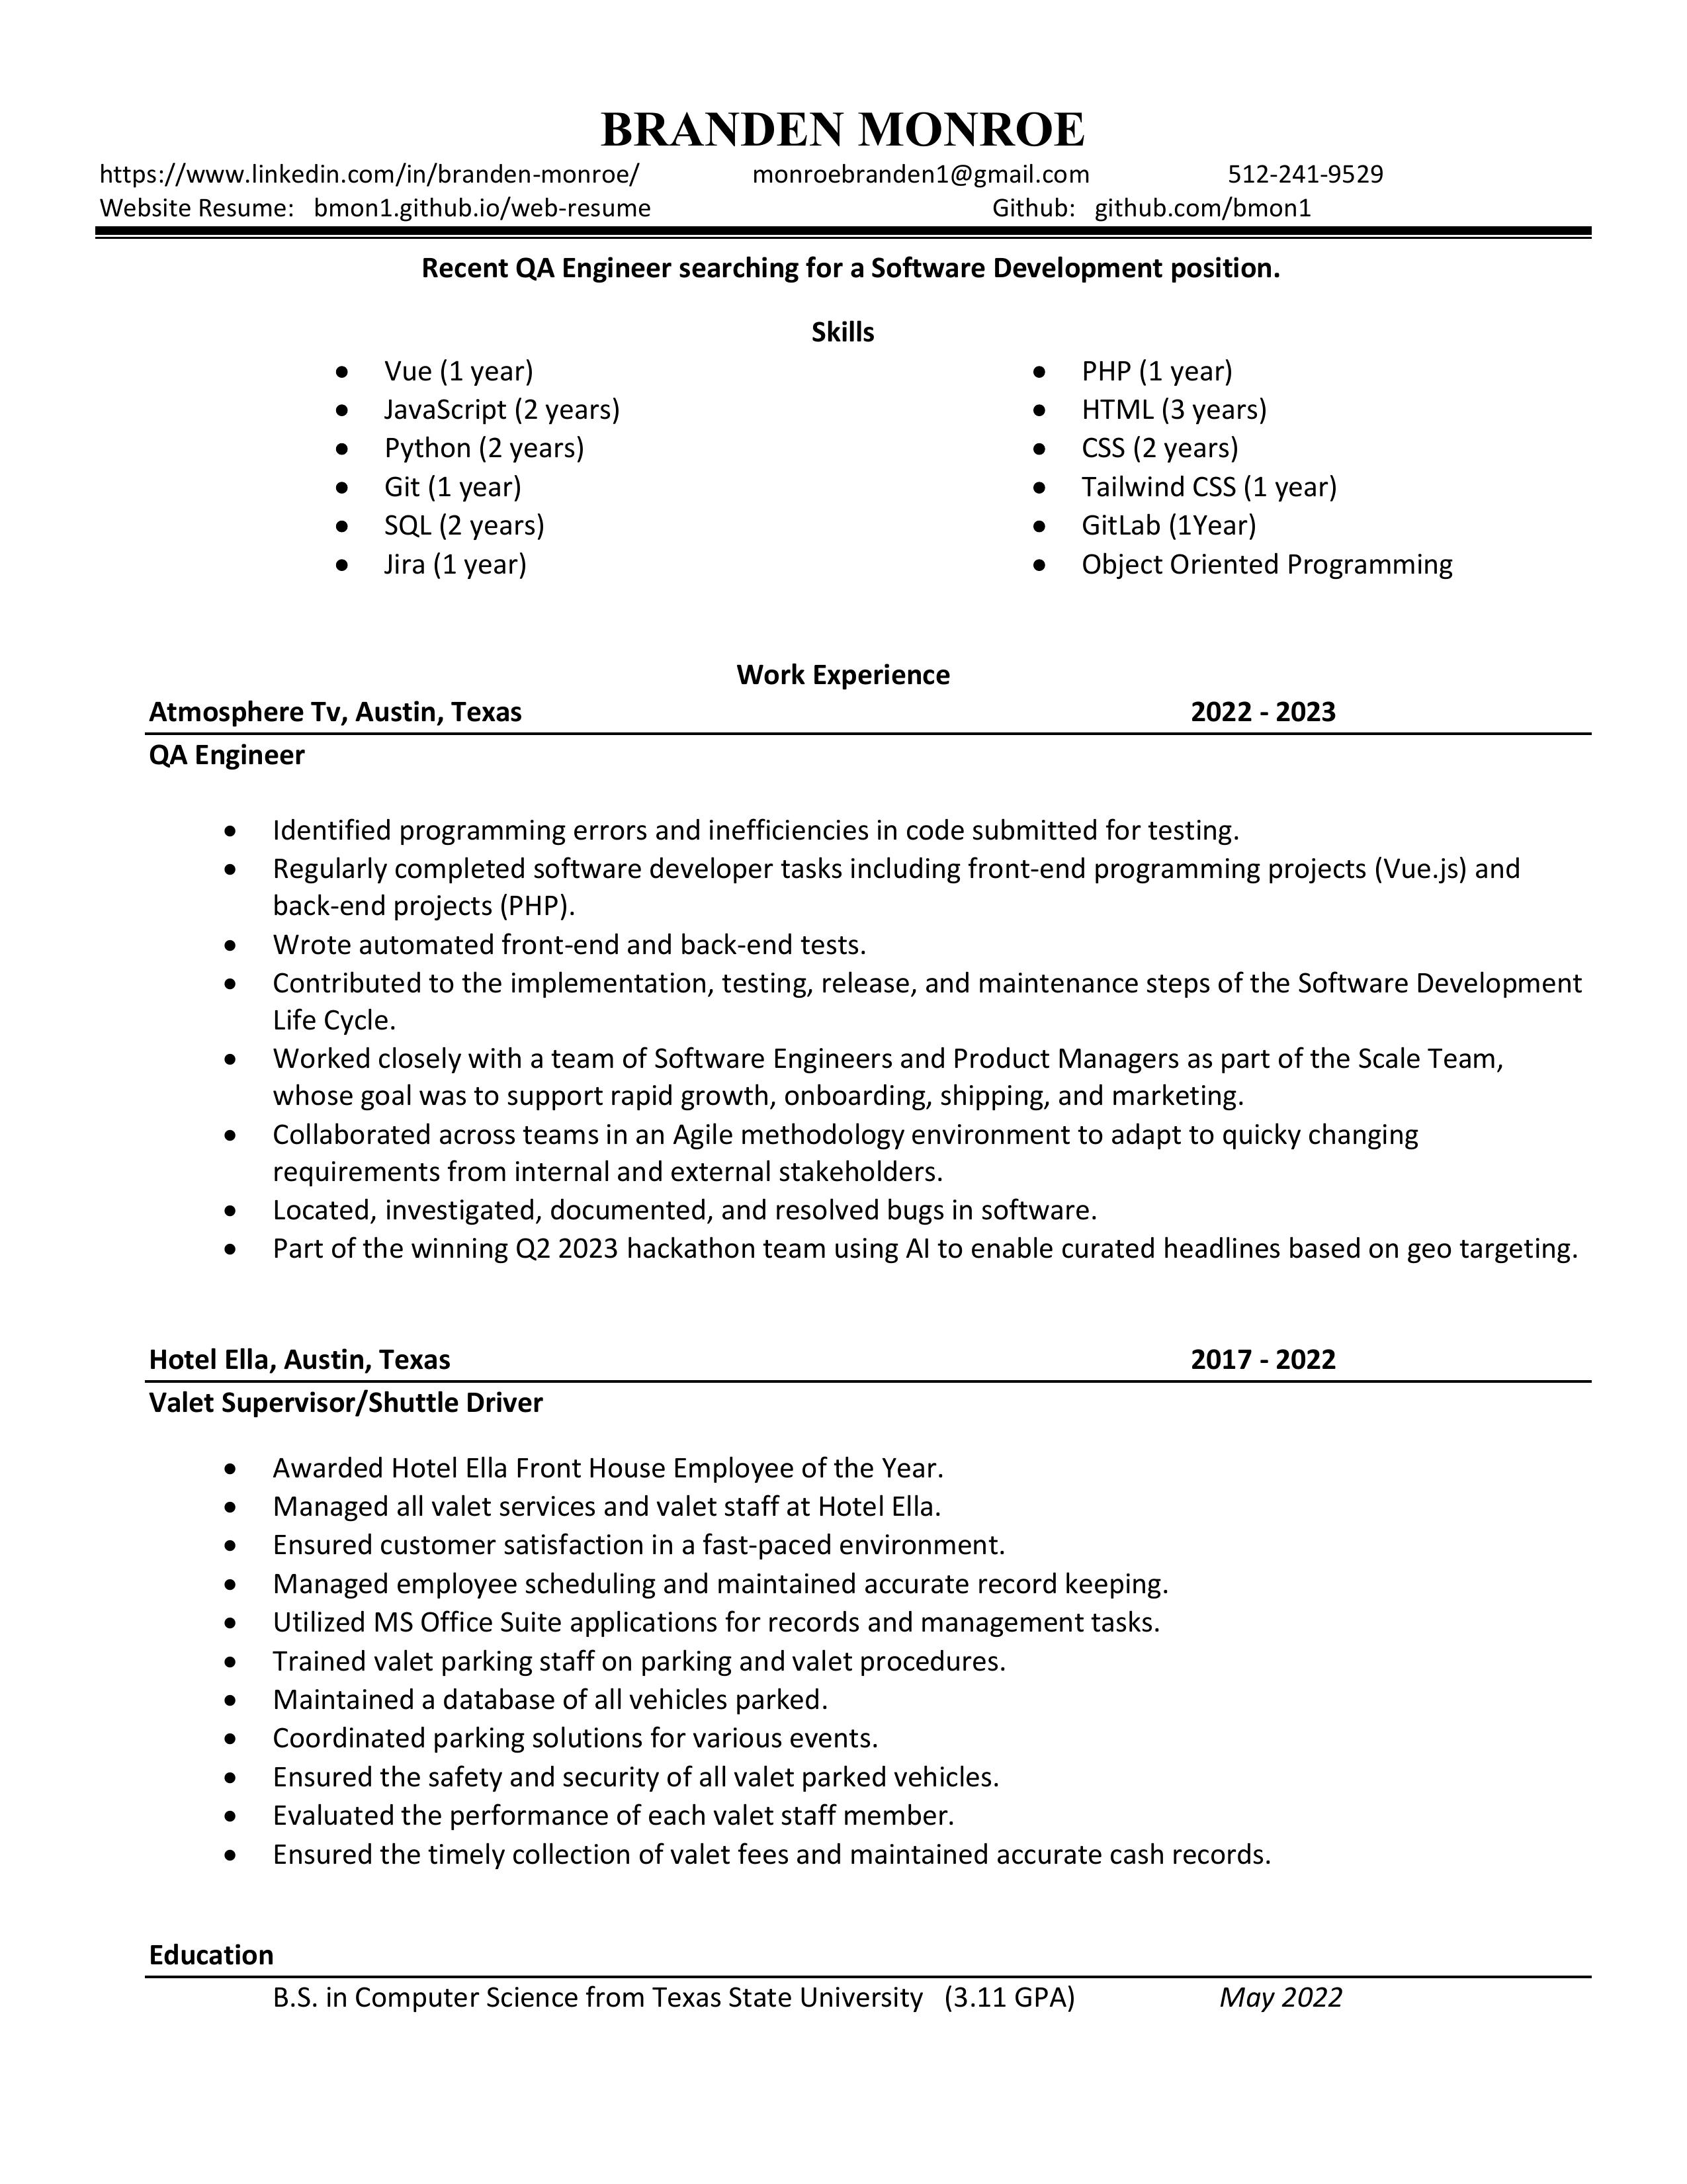 BRANDEN MONROE
https://www.linkedin.com/in/branden-monroe/ monroebranden1@gmail.com 512-241-9529
Website Resume: bmon1.github.io/web-resume Github: github.com/bmon1
Recent QA Engineer searching for a Software Development position.
Skills
• Vue (1 year)
• JavaScript (2 years)
• Python (2 years)
• Git (1 year)
• SQL (2 years)
• Jira (1 year)
• PHP (1 year)
• HTML (3 years)
• CSS (2 years)
• Tailwind CSS (1 year)
• GitLab (1Year)
• Object Oriented Programming
Work Experience
Atmosphere Tv, Austin, Texas 2022 - 2023
QA Engineer
• Identified programming errors and inefficiencies in code submitted for testing.
• Regularly completed software developer tasks including front-end programming projects (Vue.js) and
back-end projects (PHP).
• Wrote automated front-end and back-end tests.
• Contributed to the implementation, testing, release, and maintenance steps of the Software Development
Life Cycle.
• Worked closely with a team of Software Engineers and Product Managers as part of the Scale Team,
whose goal was to support rapid growth, onboarding, shipping, and marketing.
• Collaborated across teams in an Agile methodology environment to adapt to quicky changing
requirements from internal and external stakeholders.
• Located, investigated, documented, and resolved bugs in software.
• Part of the winning Q2 2023 hackathon team using AI to enable curated headlines based on geo targeting.
Hotel Ella, Austin, Texas 2017 - 2022
Valet Supervisor/Shuttle Driver
• Awarded Hotel Ella Front House Employee of the Year.
• Managed all valet services and valet staff at Hotel Ella.
• Ensured customer satisfaction in a fast-paced environment.
• Managed employee scheduling and maintained accurate record keeping.
• Utilized MS Office Suite applications for records and management tasks.
• Trained valet parking staff on parking and valet procedures.
• Maintained a database of all vehicles parked.
• Coordinated parking solutions for various events.
• Ensured the safety and security of all valet parked vehicles.
• Evaluated the performance of each valet staff member.
• Ensured the timely collection of valet fees and maintained accurate cash records.
Education
B.S. in Computer Science from Texas State University (3.11 GPA) May 2022